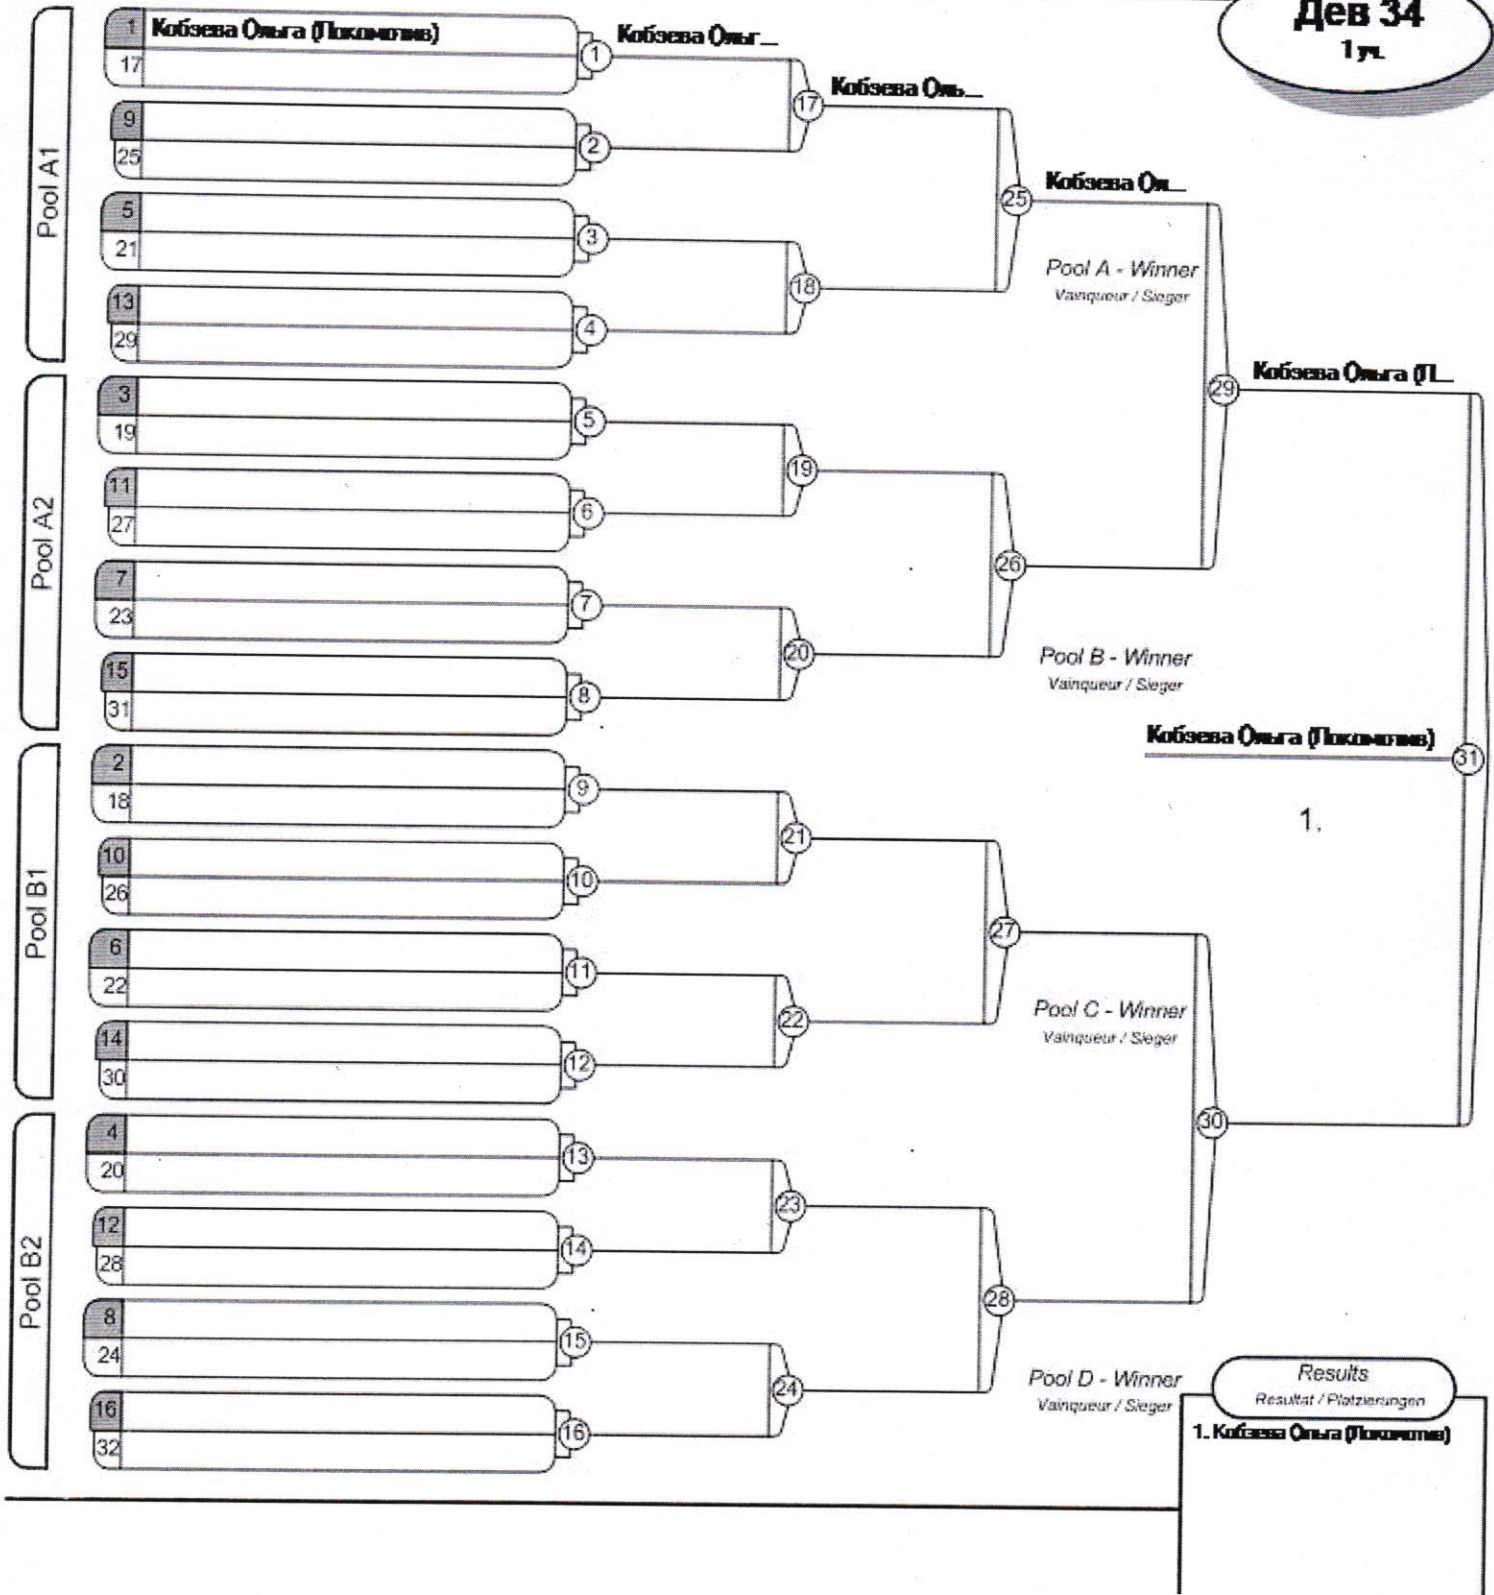 Дев 34
1 уч.
Pool A1
1 Кобзева Ольга (Локомотив)
17
9
25
5
21
13
29
Pool A2
3
19
11
27
7
23
15
31
Pool B1
2
18
10
26
6
22
14
30
Pool B2
4
20
12
28
8
24
16
32
1
2
3
4
5
6
7
8
9
10
11
12
13
14
15
16
Кобзева Ольг...
17
18
19
20
21
22
23
24
Кобзева Оль...
25
26
27
28
Кобзева Ол...
Pool A - Winner
Vainqueur / Sieger
Pool B - Winner
Vainqueur / Sieger
Pool C - Winner
Vainqueur / Sieger
Pool D - Winner
Vainqueur / Sieger
29
30
Кобзева Ольга (Л...
Кобзева Ольга (Локомотив)
31
1.
Results
Resultat / Platzierungen
1. Кобзева Ольга (Локомотив)